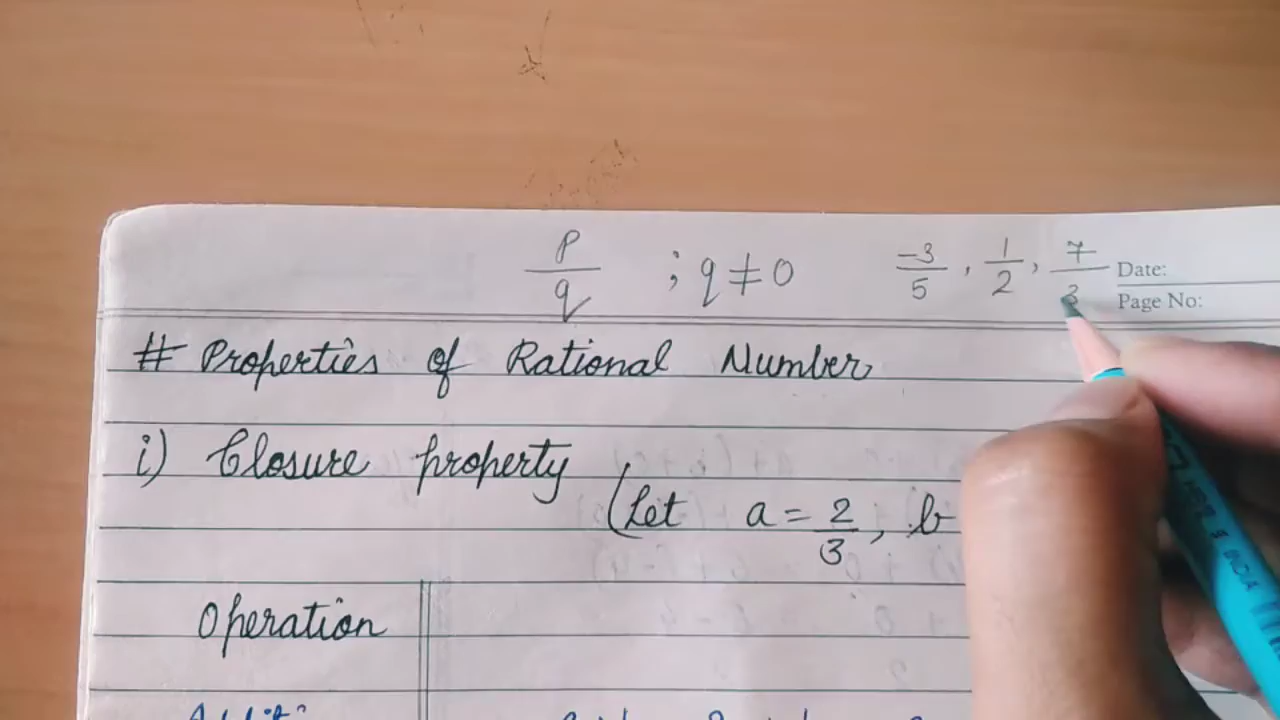 p/q ; q ≠ 0 -3/5 , 1/2 , 7/3
Date:
Page No:
# Properties of Rational Number
i) Closure property
(Let a = 2/3 , b
Operation